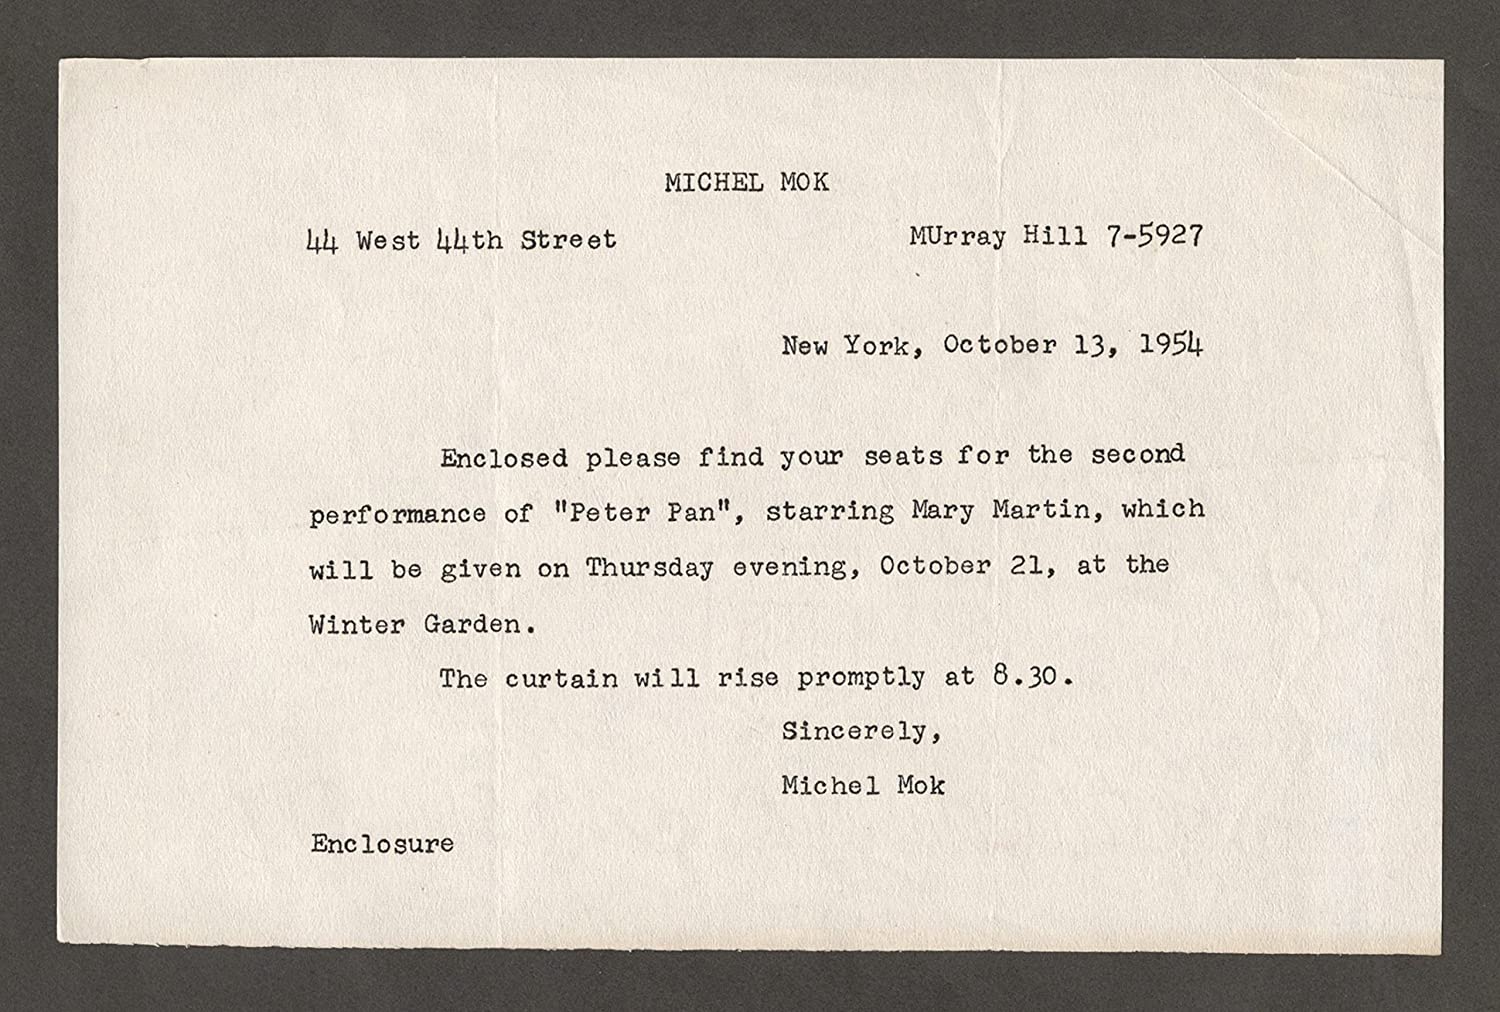 MICHEL MOK
44 West 44th Street MUrray Hill 7-5927
New York, October 13, 1954
Enclosed please find your seats for the second
performance of "Peter Pan", starring Mary Martin, which
will be given on Thursday evening, October 21, at the
Winter Garden.
The curtain will rise promptly at 8.30.
Sincerely,
Michel Mok
Enclosure